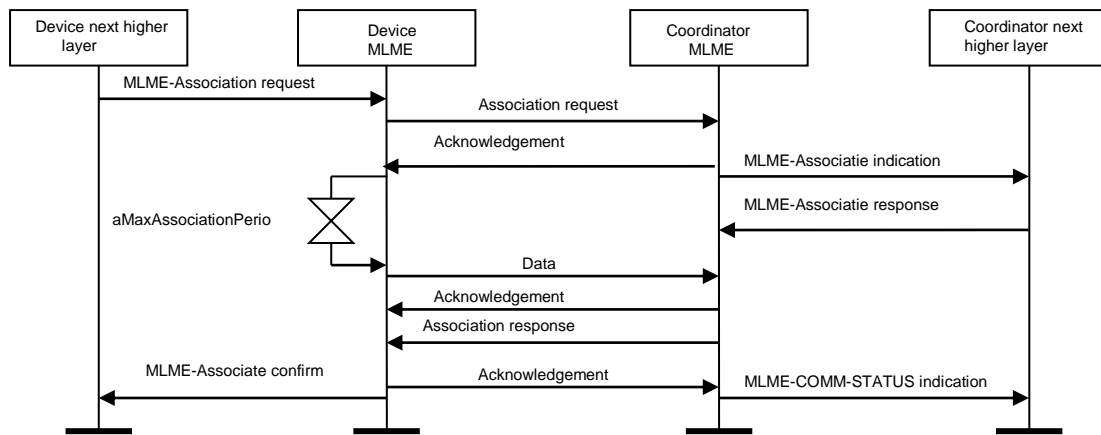 Device next higher
layer
Device
MLME
Coordinator
MLME
Coordinator next
higher layer
MLME-Association request
Association request
Acknowledgement
MLME-Associatie indication
MLME-Associatie response
aMaxAssociationPerio
Data
Acknowledgement
Association response
MLME-Associate confirm
Acknowledgement
MLME-COMM-STATUS indication